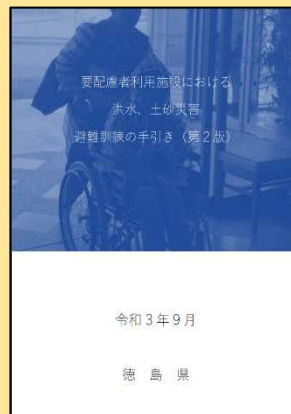 要配慮者利用施設における
洪水、土砂災害
避難訓練の手引き（第２版）
令和３年９月
徳 島 県